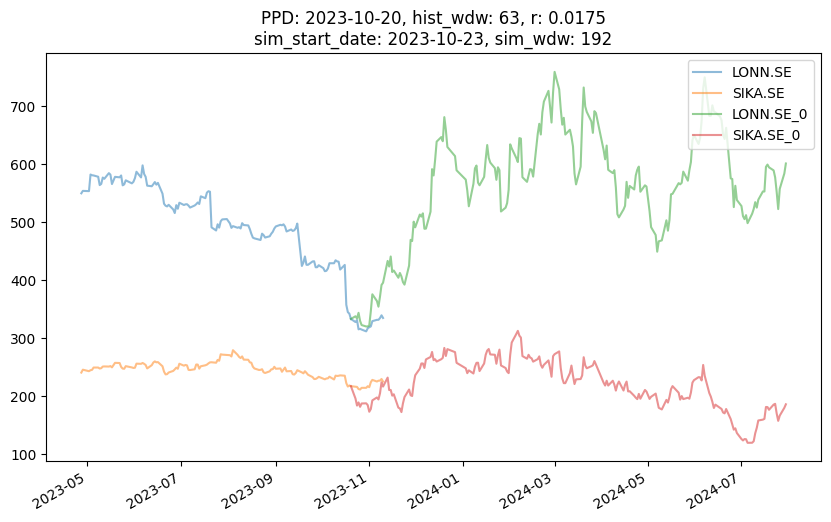 PPD: 2023-10-20, hist_wdw: 63, r: 0.0175
sim_start_date: 2023-10-23, sim_wdw: 192
LONN.SE
SIKA.SE
LONN.SE_0
SIKA.SE_0
700
600
500
400
300
200
100
2023-05
2023-07
2023-09
2023-11
2024-01
2024-03
2024-05
2024-07